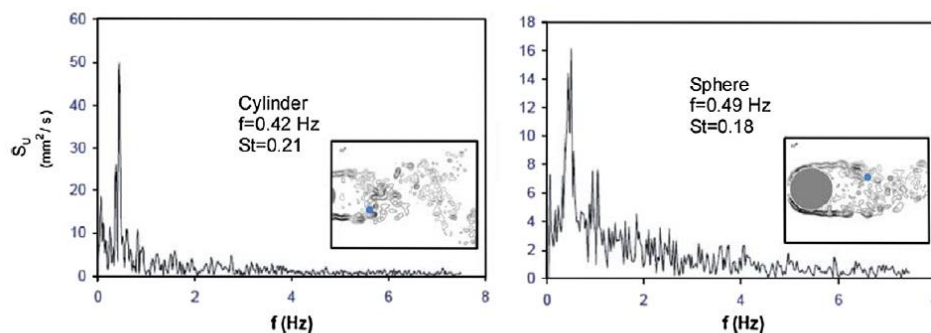 60
50
40
30
20
10
0
S_U
(mm²/s)
Cylinder
f=0.42 Hz
St=0.21
0 2 4 6 8
f (Hz)
18
16
14
12
10
8
6
4
2
0
Sphere
f=0.49 Hz
St=0.18
0 2 4 6 8
f (Hz)